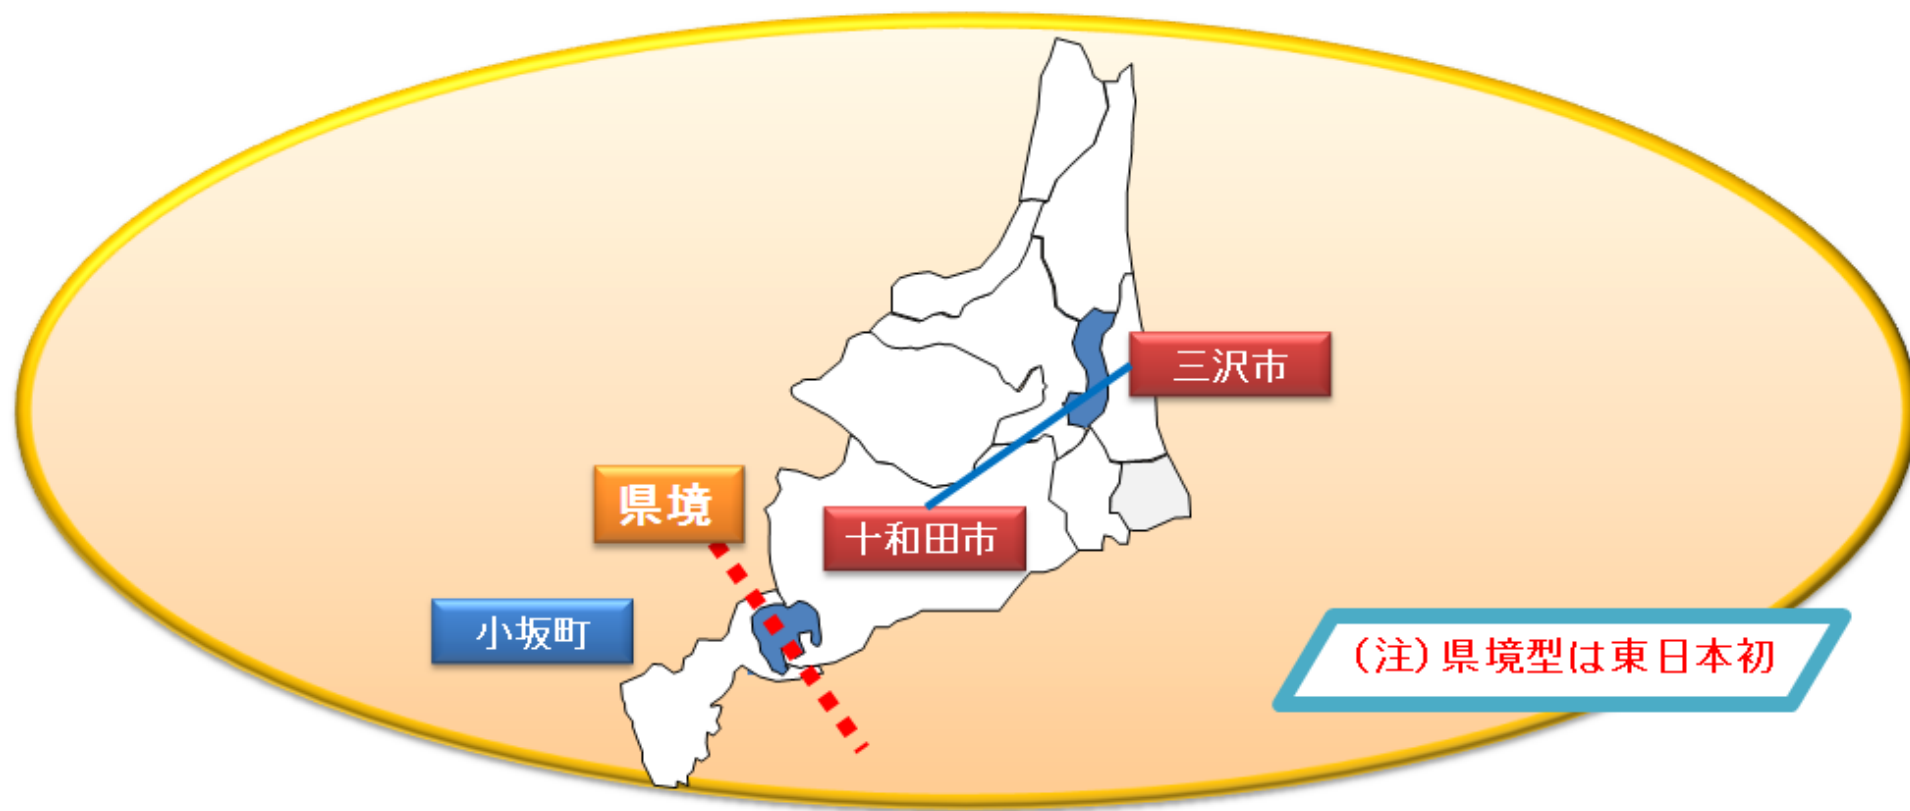 三沢市
県境
十和田市
小坂町
(注)県境型は東日本初